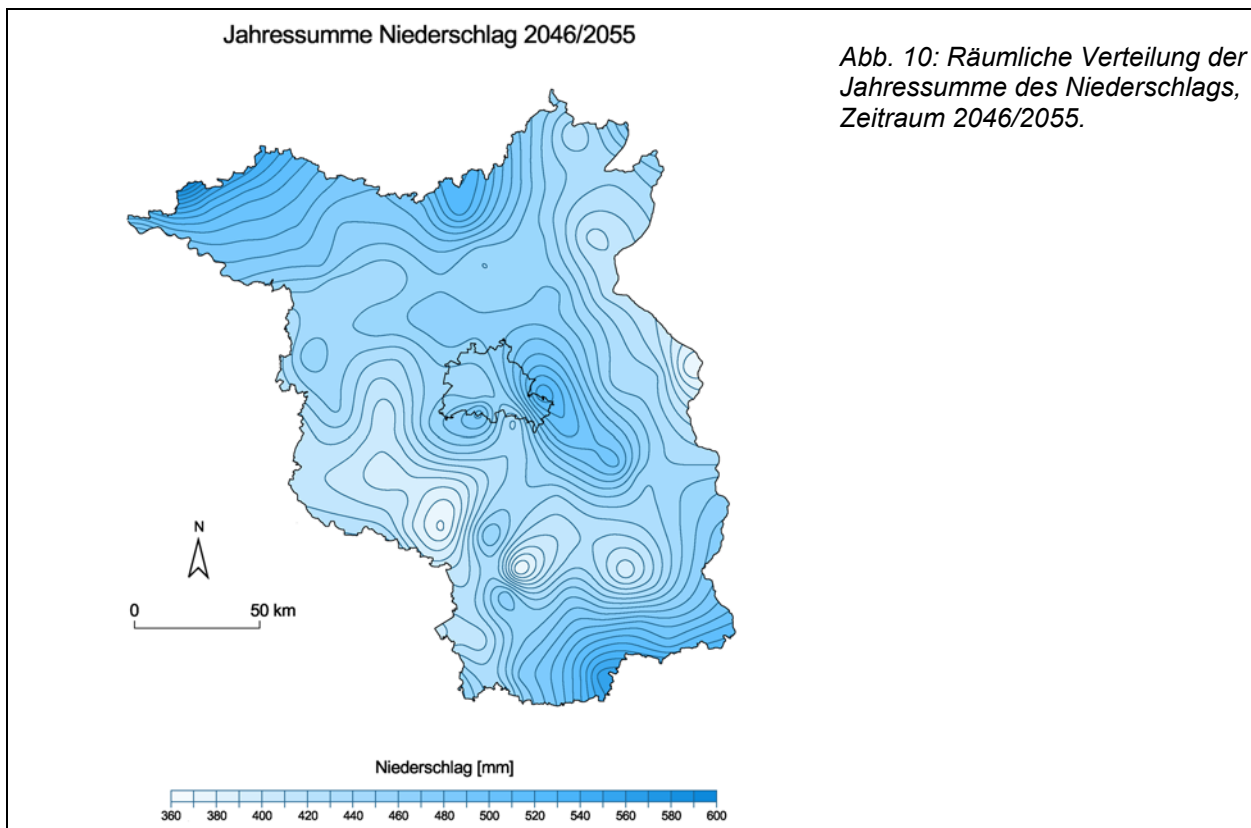 Jahressumme Niederschlag 2046/2055
Abb. 10: Räumliche Verteilung der
Jahressumme des Niederschlags,
Zeitraum 2046/2055.
N
0 50 km
Niederschlag [mm]
360 380 400 420 440 460 480 500 520 540 560 580 600